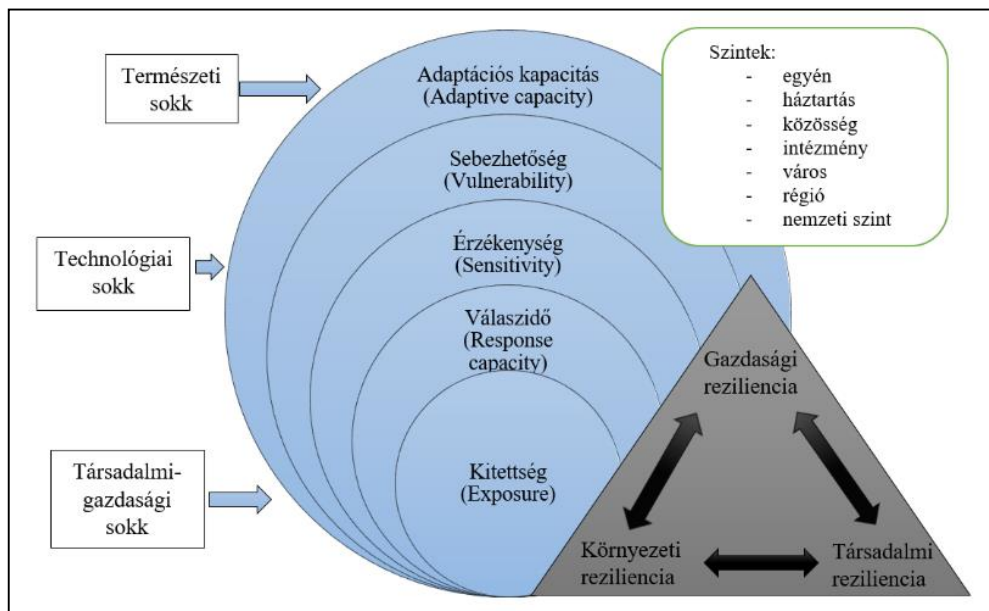 Természeti
sokk
Technológiai
sokk
Társadalmi-
gazdasági
sokk
Adaptációs kapacitás
(Adaptive capacity)
Sebezhetőség
(Vulnerability)
Érzékenység
(Sensitivity)
Válaszidő
(Response
capacity)
Kitettség
(Exposure)
Szintek:
- egyén
- háztartás
- közösség
- intézmény
- város
- régió
- nemzeti szint
Gazdasági
reziliencia
Környezeti
reziliencia
Társadalmi
reziliencia